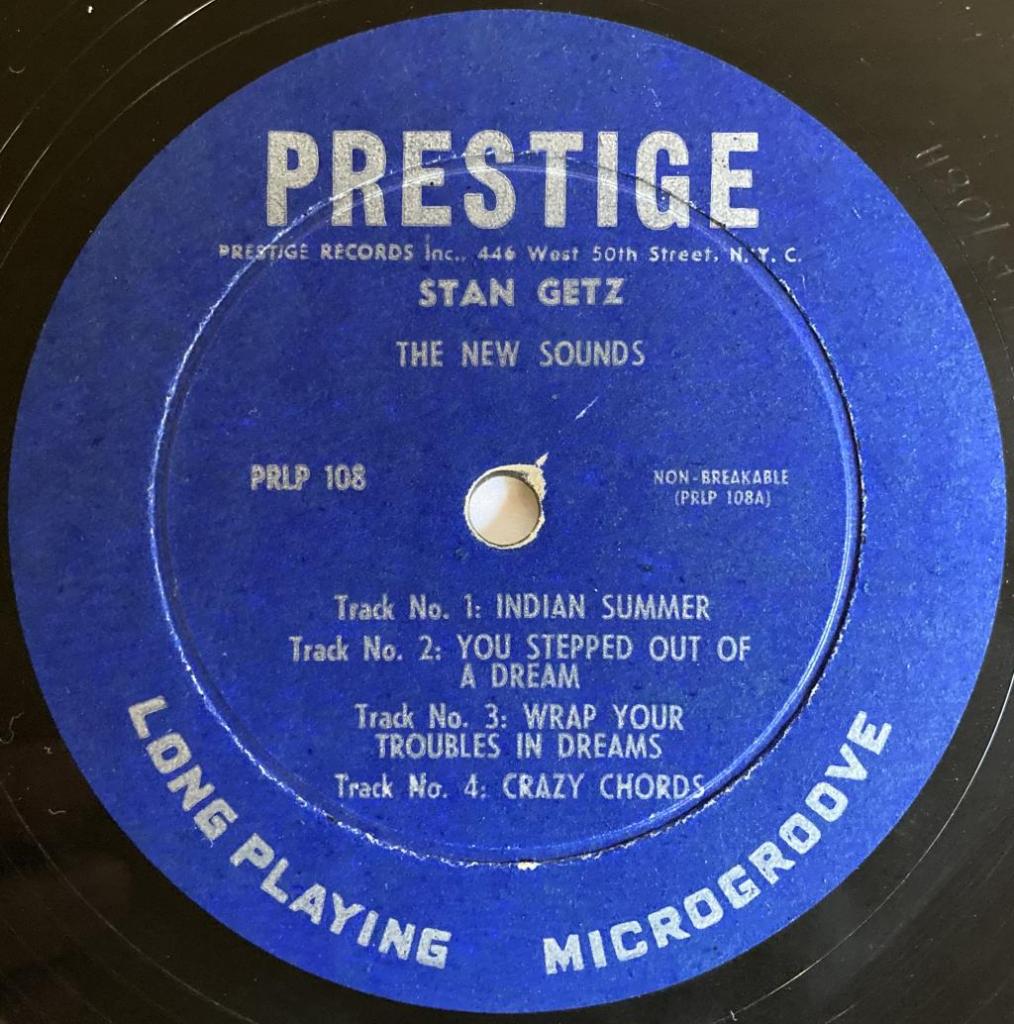 PRESTIGE
PRESTIGE RECORDS Inc., 446 West 50th Street, N.Y.C.
STAN GETZ
THE NEW SOUNDS
PRLP 108
NON-BREAKABLE
(PRLP 108A)
Track No. 1: INDIAN SUMMER
Track No. 2: YOU STEPPED OUT OF
A DREAM
Track No. 3: WRAP YOUR
TROUBLES IN DREAMS
Track No. 4: CRAZY CHORDS
LONG PLAYING MICROGROOVE